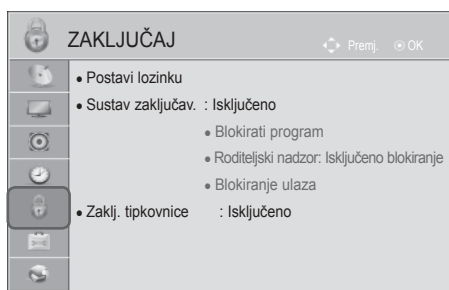 ZAKLJUČAJ
Premj. OK
• Postavi lozinku
• Sustav zaključav. : Isključeno
• Blokirati program
• Roditeljski nadzor: Isključeno blokiranje
• Blokiranje ulaza
• Zaklj. tipkovnice : Isključeno